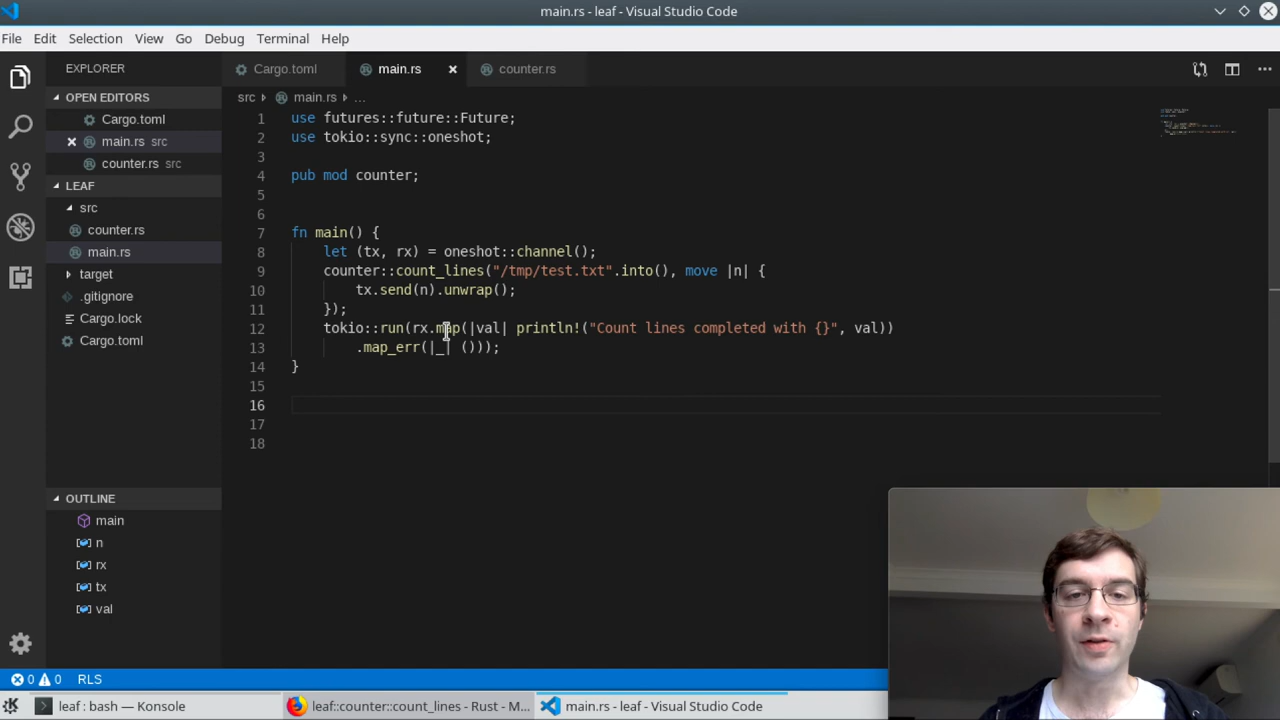 main.rs - leaf - Visual Studio Code
File Edit Selection View Go Debug Terminal Help
EXPLORER
OPEN EDITORS
Cargo.toml
main.rs src
counter.rs src
LEAF
src
counter.rs
main.rs
target
.gitignore
Cargo.lock
Cargo.toml
OUTLINE
main
n
rx
tx
val
Cargo.toml main.rs counter.rs
src main.rs ...
1 use futures::future::Future;
2 use tokio::sync::oneshot;
3
4 pub mod counter;
5
6
7 fn main() {
8 let (tx, rx) = oneshot::channel();
9 counter::count_lines("/tmp/test.txt".into(), move |n| {
10 tx.send(n).unwrap();
11 });
12 tokio::run(rx.map(|val| println!("Count lines completed with {}", val))
13 .map_err(|_| ()));
14 }
15
16
17
18
0 0 RLS
leaf : bash — Konsole
leaf::counter::count_lines - Rust - M...
main.rs - leaf - Visual Studio Code